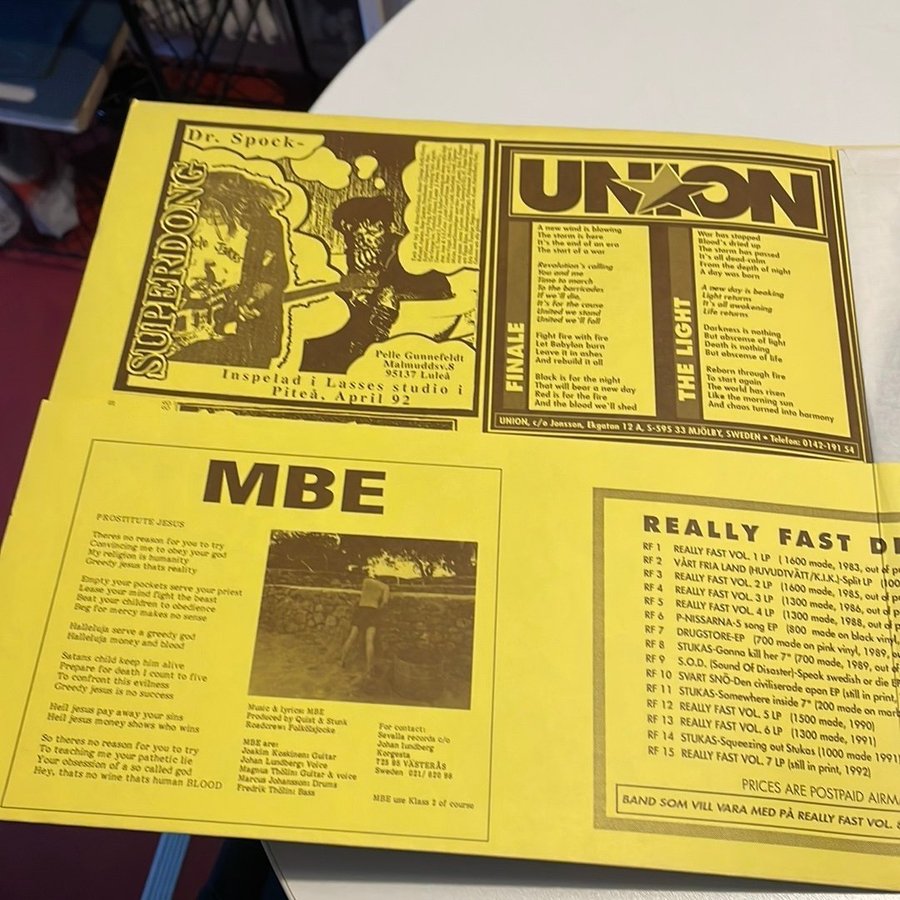 Dr. Spock-
SUPERDONG
Pelle Gunnefeldt
Malmuddsv.8
95137 Luleå
Inspelad i Lasses studio i
Piteå, April 92
UNION
FINALE
A new wind is blowing
The storm is here
It's the end of an era
The start of a war
Revolution's calling
You and me
Time to march
To the barricades
If we'll die,
It's for the cause
United we stand
United we'll fall
Fight fire with fire
Let Babylon burn
Leave it in ashes
And rebuild it all
Black is for the night
That will bear a new day
Red is for the fire
And the blood we'll shed
THE LIGHT
War has stopped
Blood's dried up
The storm has passed
It's all dead-calm
From the depth of night
A day was born
A new day is beaking
Light returns
It's all awakening
Life returns
Darkness is nothing
But abscense of light
Death is nothing
But abscense of life
Reborn through fire
To start again
The world has risen
Like the morning sun
And chaos turned into harmony
UNION, c/o Jonsson, Ekgatan 12 A, S-595 33 MJÖLBY, SWEDEN • Telefon: 0142-191 54
MBE
PROSTITUTE JESUS
Theres no reason for you to try
Convincing me to obey your god
My religion is humanity
Greedy jesus thats reality
Empty your pockets serve your priest
Lease your mind fight the beast
Beat your children to obedience
Beg for mercy makes no sense
Halleluja serve a greedy god
Halleluja money and blood
Satans child keep him alive
Prepare for death I count to five
To confront this evilness
Greedy jesus is no success
Heil jesus pay away your sins
Heil jesus money shows who wins
So theres no reason for you to try
To teaching me your pathetic lie
Your obsession of a so called god
Hey, thats no wine thats human BLOOD
Music & lyrics: MBE
Produced by Quist & Stunk
Roadcrew: Folkölsjocke
MBE are:
Joakim Koskinen: Guitar
Johan Lundberg: Voice
Magnus Thölin: Guitar & voice
Marcus Johansson: Drums
Fredrik Thölin: Bass
For contact:
Sevalla records c/o
Johan lundberg
Korgesta
725 95 VÄSTERÅS
Sweden 021/620 98
MBE use Klass 2 of course
REALLY FAST
RF 1 REALLY FAST VOL. 1 LP (1600 made, 1983, out of
RF 2 VÅRT FRIA LAND (HUVUDTVÄTT/K.I.K.)-Split LP
RF 3 REALLY FAST VOL. 2 LP (1600 made, 1985, out of
RF 4 REALLY FAST VOL. 3 LP (1300 made, 1986, out of
RF 5 REALLY FAST VOL. 4 LP (1300 made, 1988, out of
RF 6 P-NISSARNA-5 song EP (800 made on black vinyl,
RF 7 DRUGSTORE-EP (700 made on pink vinyl, 1989,
RF 8 STUKAS-Gonna kill her 7" (700 made, 1989, out of
RF 9 S.O.D. (Sound Of Disaster)-Speak swedish or die EP
RF 10 SVART SNÖ-Den civiliserade apan EP (still in print,
RF 11 STUKAS-Somewhere inside 7" (200 made on
RF 12 REALLY FAST VOL. 5 LP (1500 made, 1990)
RF 13 REALLY FAST VOL. 6 LP (1300 made, 1991)
RF 14 STUKAS-Squeezing out Stukas (1000 made 1991
RF 15 REALLY FAST VOL. 7 LP (still in print, 1992)
PRICES ARE POSTPAID
BAND SOM VILL VARA MED PÅ REALLY FAST VOL.